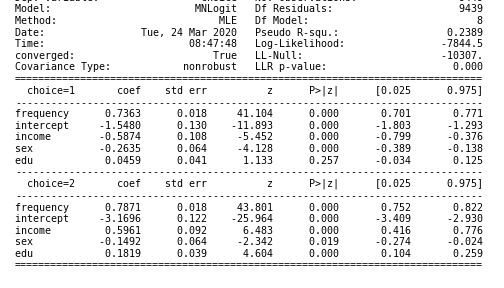 Model: MNLogit Df Residuals: 9439
Method: MLE Df Model: 8
Date: Tue, 24 Mar 2020 Pseudo R-squ.: 0.2389
Time: 08:47:48 Log-Likelihood: -7844.5
converged: True LL-Null: -10307.
Covariance Type: nonrobust LLR p-value: 0.000
==============================================================================
choice=1 coef std err z P>|z| [0.025 0.975]
------------------------------------------------------------------------------
frequency 0.7363 0.018 41.104 0.000 0.701 0.771
intercept -1.5480 0.130 -11.893 0.000 -1.803 -1.293
income -0.5874 0.108 -5.452 0.000 -0.799 -0.376
sex -0.2635 0.064 -4.128 0.000 -0.389 -0.138
edu 0.0459 0.041 1.133 0.257 -0.034 0.125
------------------------------------------------------------------------------
choice=2 coef std err z P>|z| [0.025 0.975]
------------------------------------------------------------------------------
frequency 0.7871 0.018 43.801 0.000 0.752 0.822
intercept -3.1696 0.122 -25.964 0.000 -3.409 -2.930
income 0.5961 0.092 6.483 0.000 0.416 0.776
sex -0.1492 0.064 -2.342 0.019 -0.274 -0.024
edu 0.1819 0.039 4.604 0.000 0.104 0.259
==============================================================================